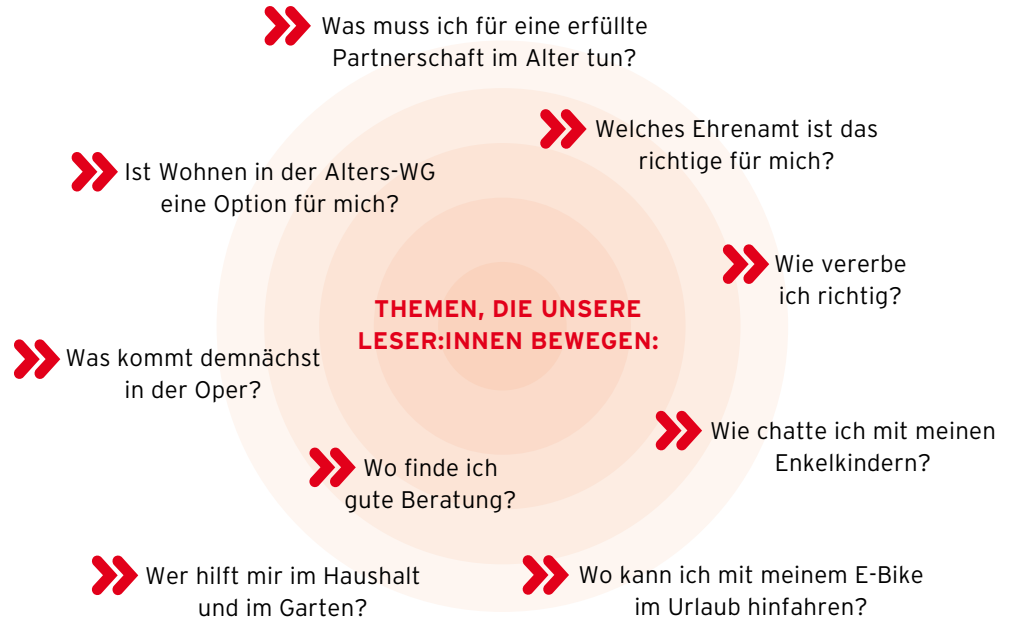 Was muss ich für eine erfüllte
Partnerschaft im Alter tun?
Welches Ehrenamt ist das
richtige für mich?
Ist Wohnen in der Alters-WG
eine Option für mich?
Wie vererbe
ich richtig?
THEMEN, DIE UNSERE
LESER:INNEN BEWEGEN:
Was kommt demnächst
in der Oper?
Wie chatte ich mit meinen
Enkelkindern?
Wo finde ich
gute Beratung?
Wer hilft mir im Haushalt
und im Garten?
Wo kann ich mit meinem E-Bike
im Urlaub hinfahren?